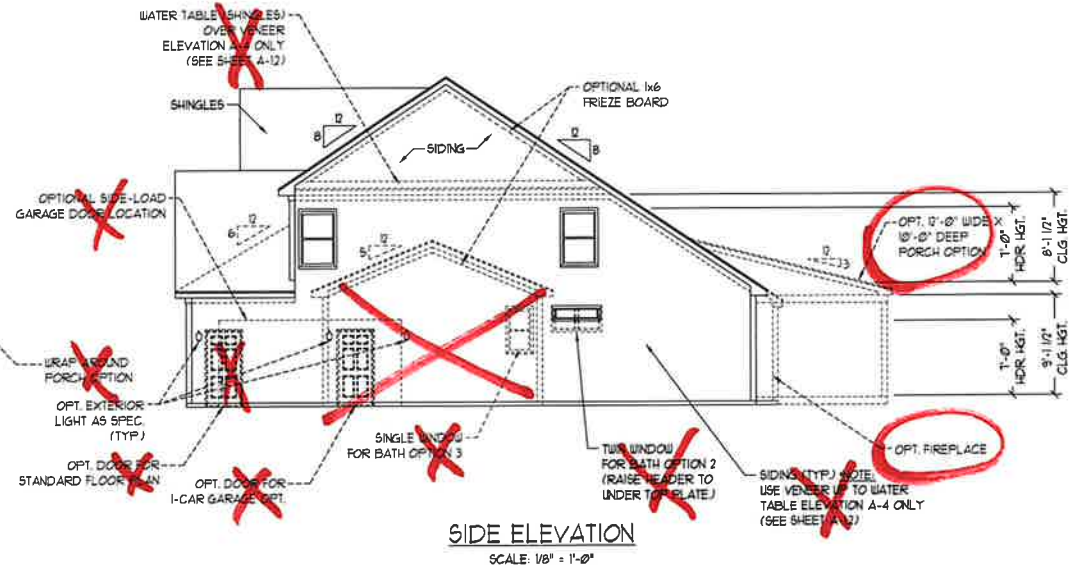 WATER TABLE (SHINGLES)
OVER VENEER
ELEVATION A-4 ONLY
(SEE SHEET A-12)
SHINGLES
OPTIONAL 1x6
FRIEZE BOARD
12
8
SIDING
12
8
OPTIONAL SIDE-LOAD
GARAGE DOOR LOCATION
12
6
12
5
OPT. 12'-0" WIDE X
10'-0" DEEP
PORCH OPTION
12
3
7'-0"
HDR. HGT.
8'-1 1/2"
CLG. HGT.
WRAP AROUND
PORCH OPTION
OPT. EXTERIOR
LIGHT AS SPEC.
(TYP.)
7'-0"
HDR. HGT.
9'-1 1/2"
CLG. HGT.
OPT. DOOR FOR
STANDARD FLOOR PLAN
OPT. DOOR FOR
1-CAR GARAGE OPT.
SINGLE WINDOW
FOR BATH OPTION 3
TWIN WINDOW
FOR BATH OPTION 2
(RAISE HEADER TO
UNDER TOP PLATE.)
SIDING (TYP.) NOTE:
USE VENEER UP TO WATER
TABLE ELEVATION A-4 ONLY
(SEE SHEET A-12)
OPT. FIREPLACE
SIDE ELEVATION
SCALE: 1/8" = 1'-0"